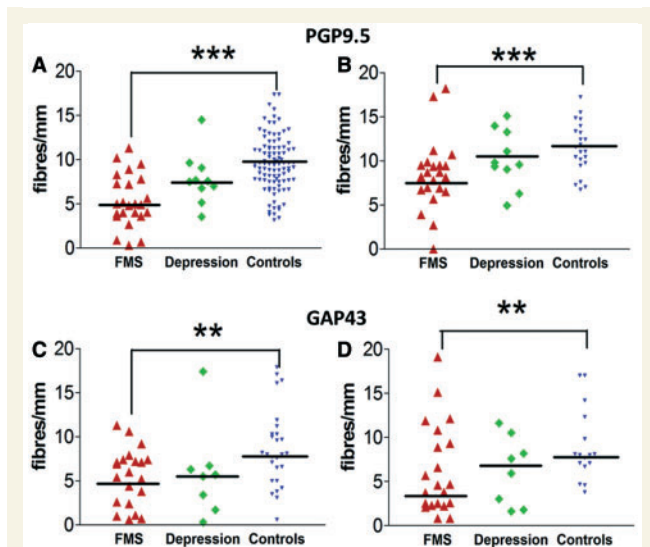 PGP9.5
A *** B ***
20 20
15 15
10 10
5 5
0 0
fibres/mm fibres/mm
FMS Depression Controls FMS Depression Controls
GAP43
C ** D **
20 20
15 15
10 10
5 5
0 0
fibres/mm fibres/mm
FMS Depression Controls FMS Depression Controls